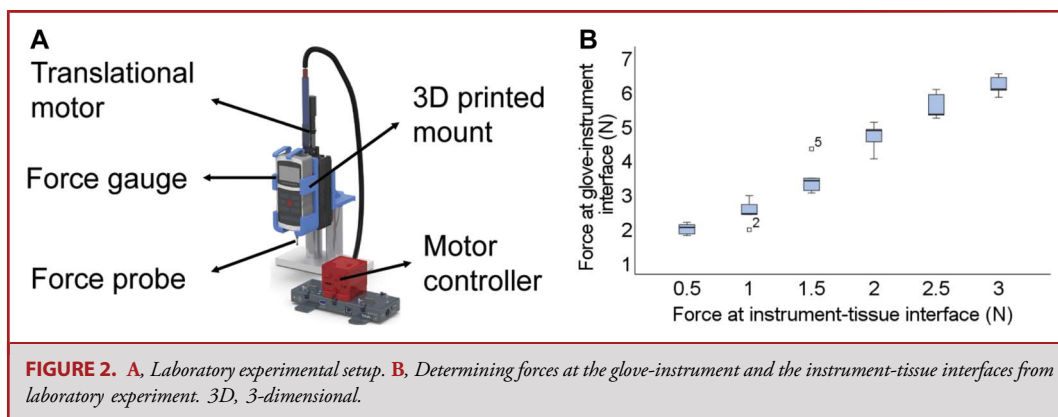 A
Translational
motor
3D printed
mount
Force gauge
Force probe
Motor
controller
B
Force at glove-instrument
interface (N)
7
6
5
4
3
2
1
5
2
0.5 1 1.5 2 2.5 3
Force at instrument-tissue interface (N)
FIGURE 2. A, Laboratory experimental setup. B, Determining forces at the glove-instrument and the instrument-tissue interfaces from
laboratory experiment. 3D, 3-dimensional.